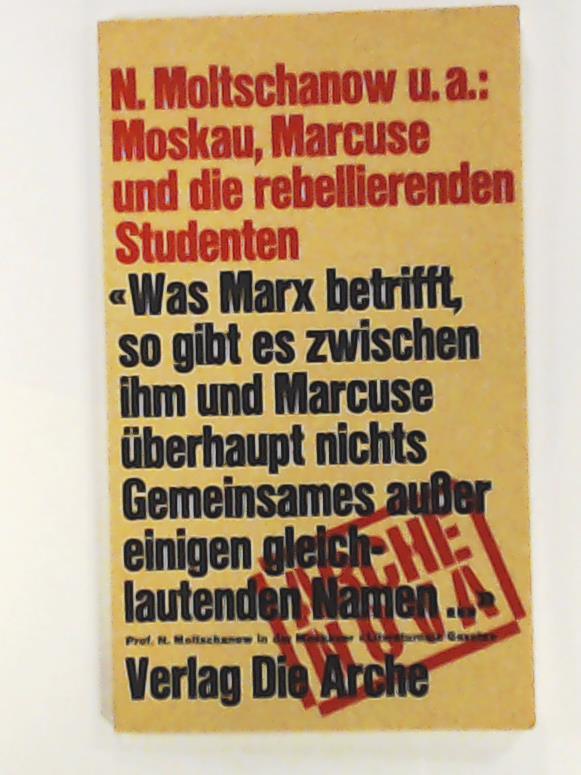 N. Moltschanow u. a.:
Moskau, Marcuse
und die rebellierenden
Studenten
«Was Marx betrifft,
so gibt es zwischen
ihm und Marcuse
überhaupt nichts
Gemeinsames außer
einigen gleich-
lautenden Namen ...»
ARCHE
NOVA
Prof. N. Moltschanow in der Moskauer «Literaturnaja Gaseta»
Verlag Die Arche